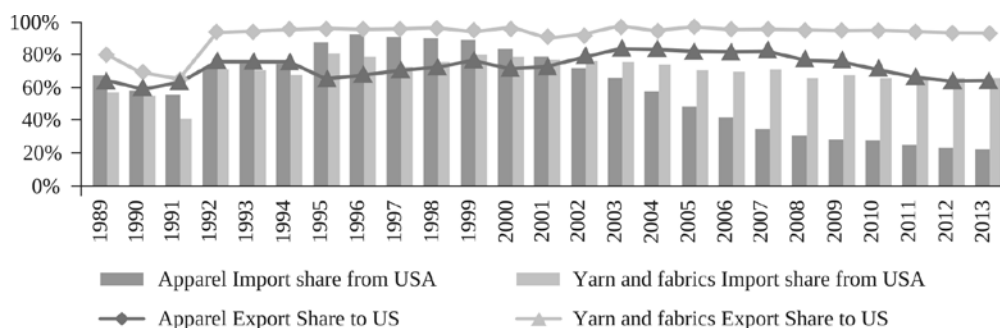 100%
80%
60%
40%
20%
0%
1989 1990 1991 1992 1993 1994 1995 1996 1997 1998 1999 2000 2001 2002 2003 2004 2005 2006 2007 2008 2009 2010 2011 2012 2013
Apparel Import share from USA Yarn and fabrics Import share from USA
Apparel Export Share to US Yarn and fabrics Export Share to US